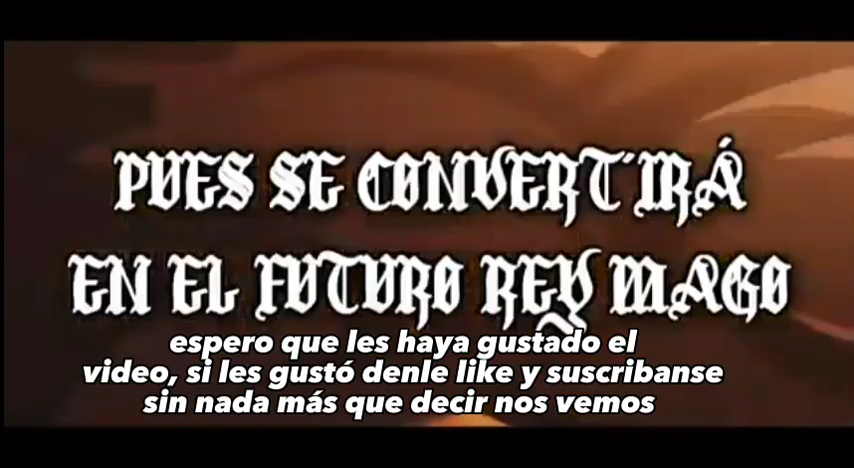 PUES SE CONVERTIRÁ
EN EL FUTURO REY MAGO
espero que les haya gustado el
video, si les gustó denle like y suscribanse
sin nada más que decir nos vemos